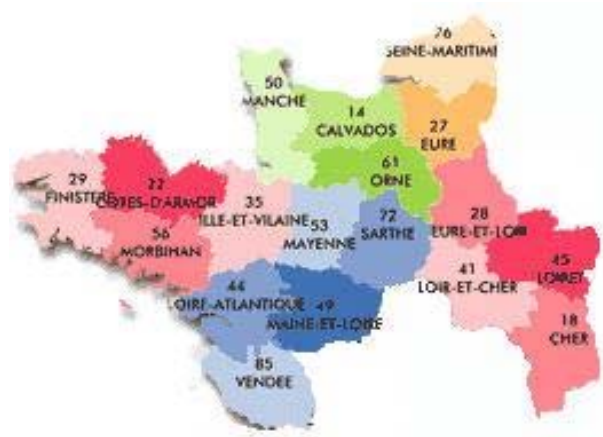 76
SEINE-MARITIME
50
MANCHE
14
CALVADOS
27
EURE
61
ORNE
29
FINISTERE
22
COTES-D'ARMOR
35
ILLE-ET-VILAINE
53
MAYENNE
72
SARTHE
28
EURE-ET-LOIR
56
MORBIHAN
41
LOIR-ET-CHER
45
LOIRET
44
LOIRE-ATLANTIQUE
49
MAINE-ET-LOIRE
18
CHER
85
VENDEE